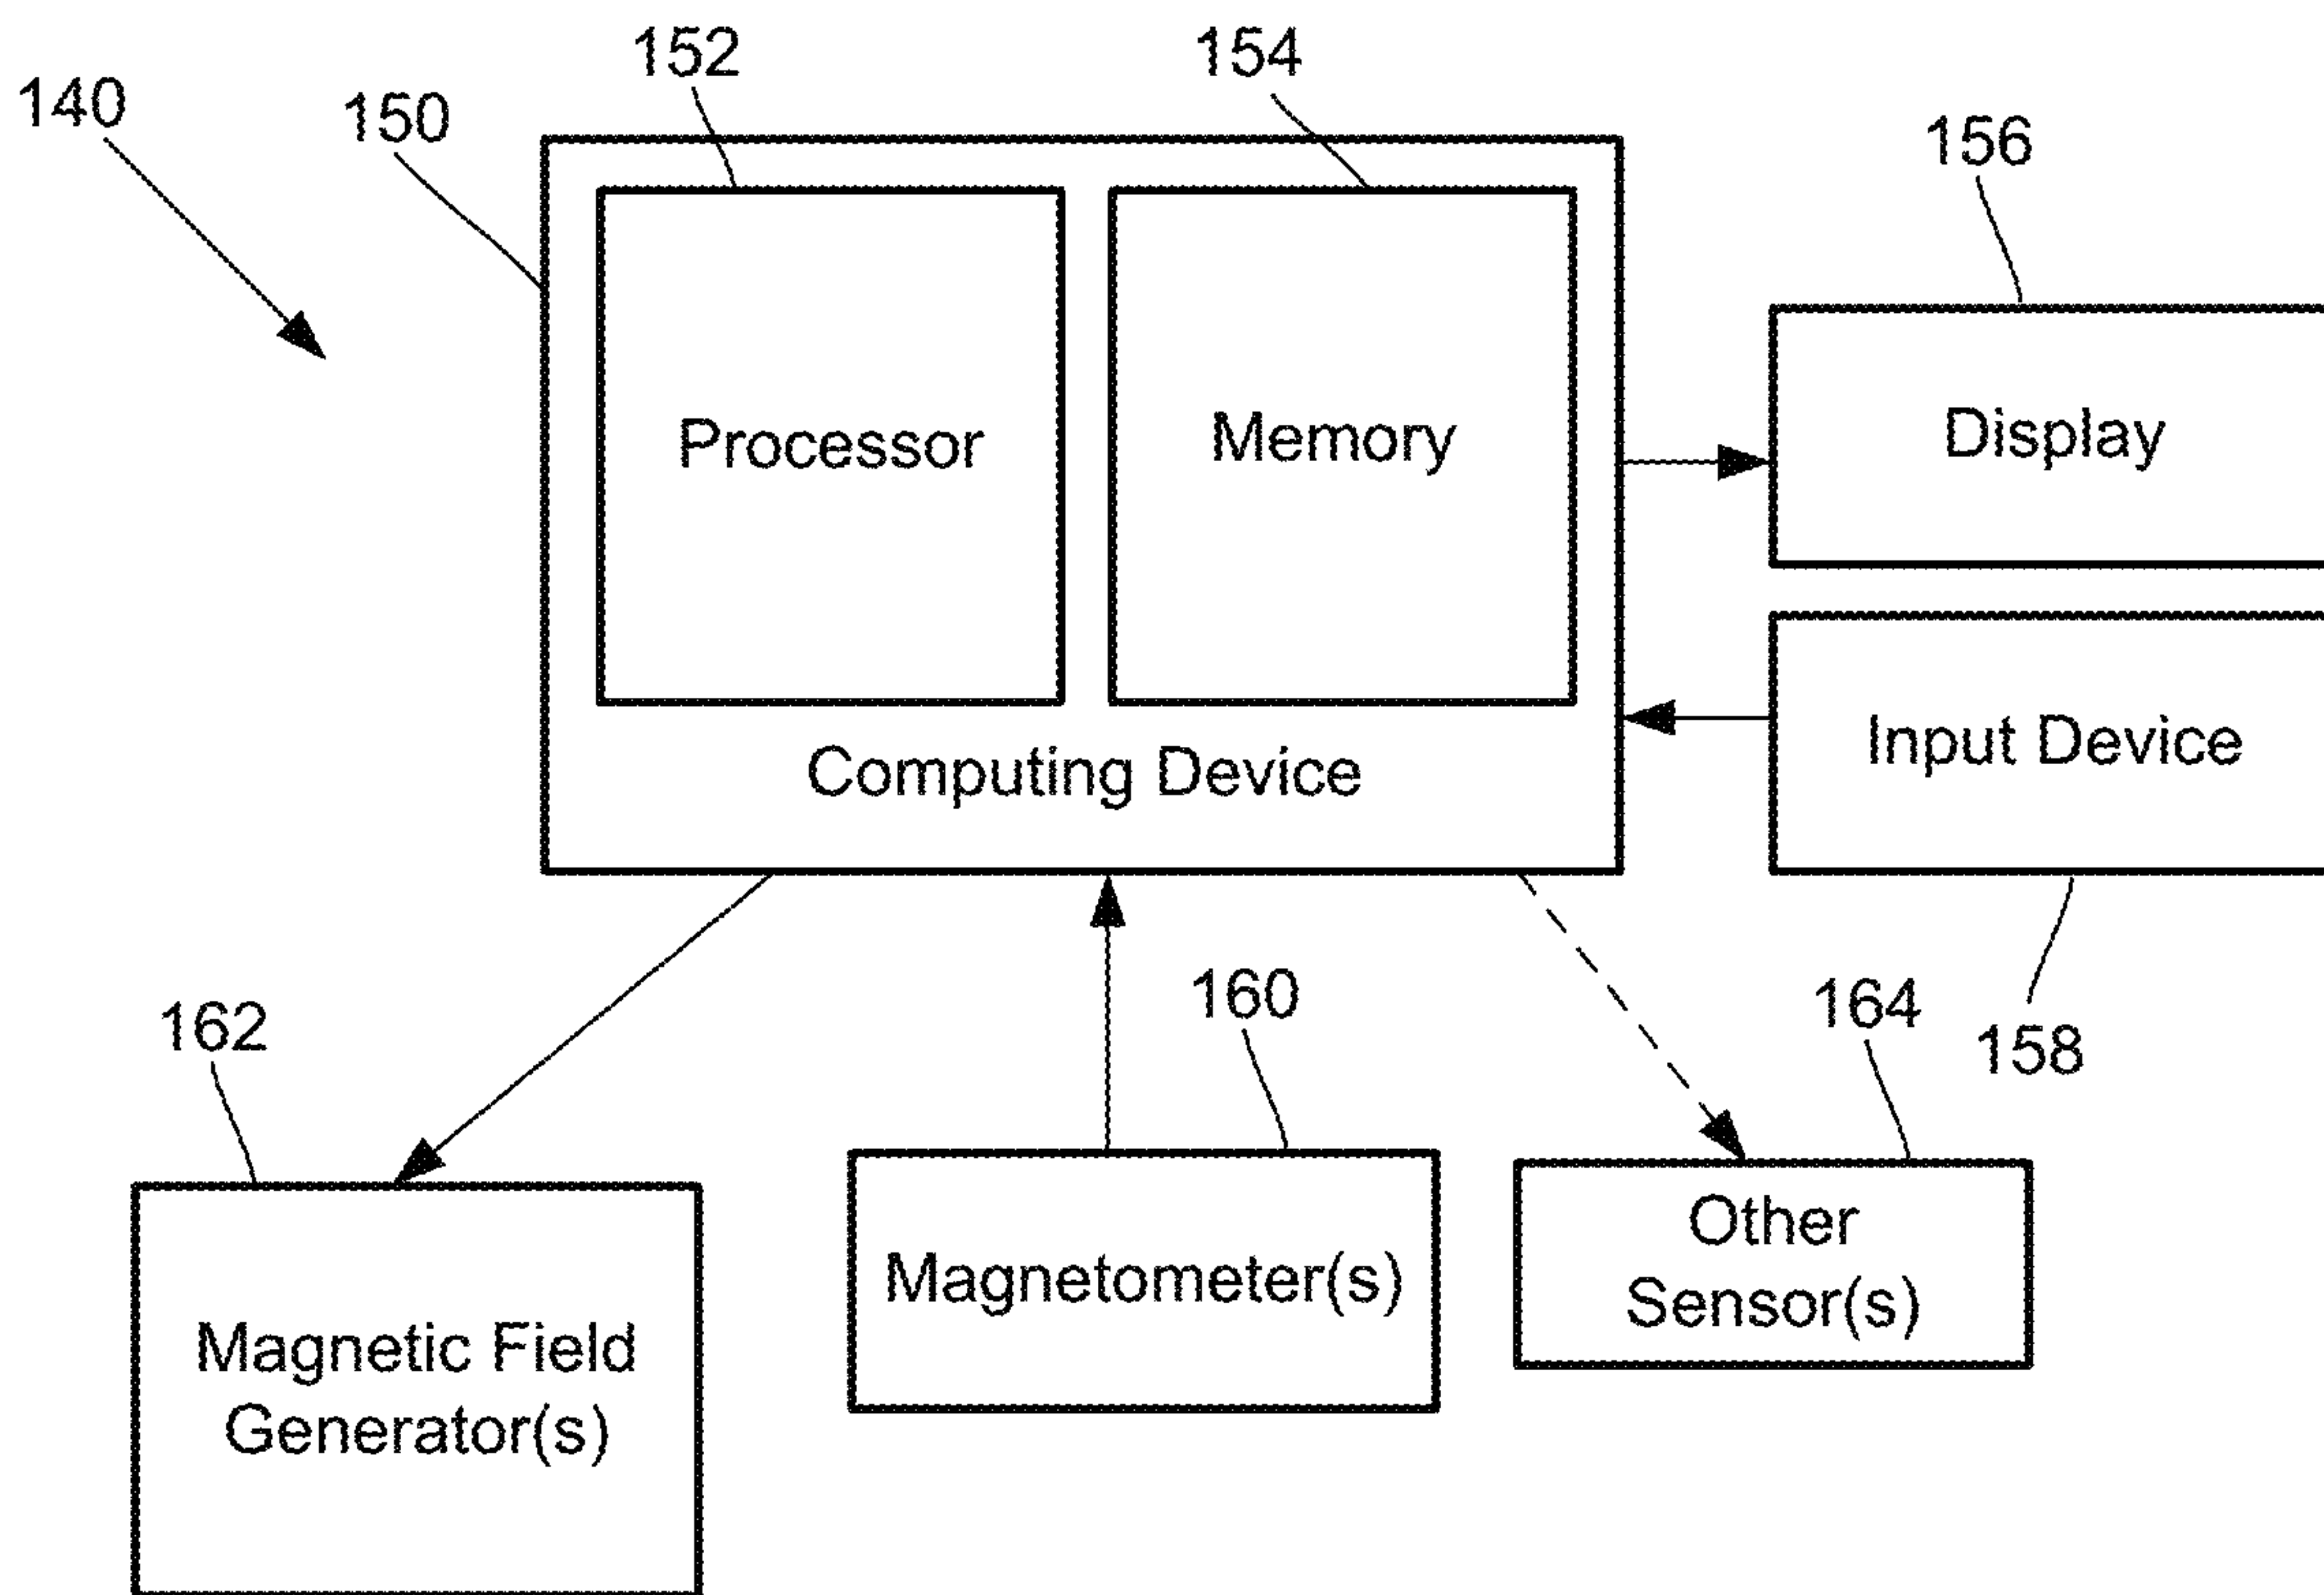 152
154
140
150
156
Processor
Memory
Display
Input Device
Computing Device
162
160
164
158
Other
Sensor(s)
Magnetometer(s)
Magnetic Field
Generator(s)